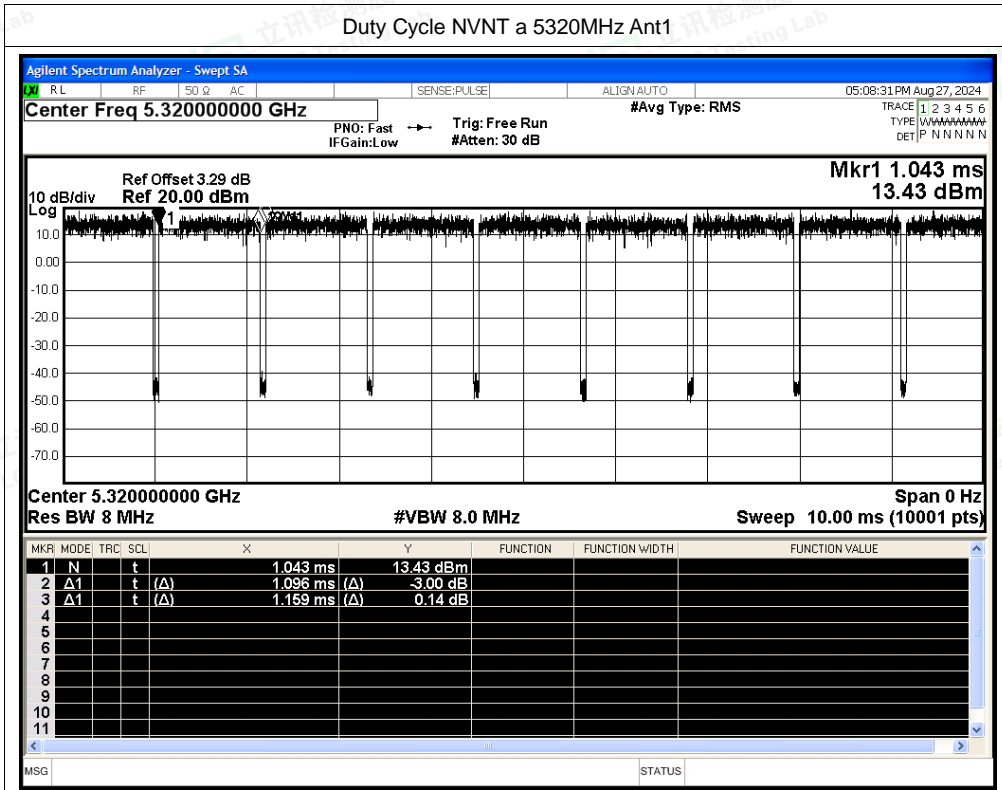 Duty Cycle NVNT a 5320MHz Ant1
Agilent Spectrum Analyzer - Swept SA
LXI RL RF 50 Ω AC SENSE:PULSE ALIGN AUTO 05:08:31 PM Aug 27, 2024
Center Freq 5.320000000 GHz #Avg Type: RMS TRACE 1 2 3 4 5 6
PNO: Fast Trig: Free Run TYPE WWWWWW
IFGain:Low #Atten: 30 dB DET P N N N N N
Mkr1 1.043 ms
Ref Offset 3.29 dB
10 dB/div Ref 20.00 dBm 13.43 dBm
Log
1
10.0
0.00
-10.0
-20.0
-30.0
-40.0
-50.0
-60.0
-70.0
Center 5.320000000 GHz Span 0 Hz
Res BW 8 MHz #VBW 8.0 MHz Sweep 10.00 ms (10001 pts)
MKR MODE TRC SCL X Y FUNCTION FUNCTION WIDTH FUNCTION VALUE
1 N t 1.043 ms 13.43 dBm
2 Δ1 t (Δ) 1.096 ms (Δ) -3.00 dB
3 Δ1 t (Δ) 1.159 ms (Δ) 0.14 dB
4
5
6
7
8
9
10
11
MSG STATUS